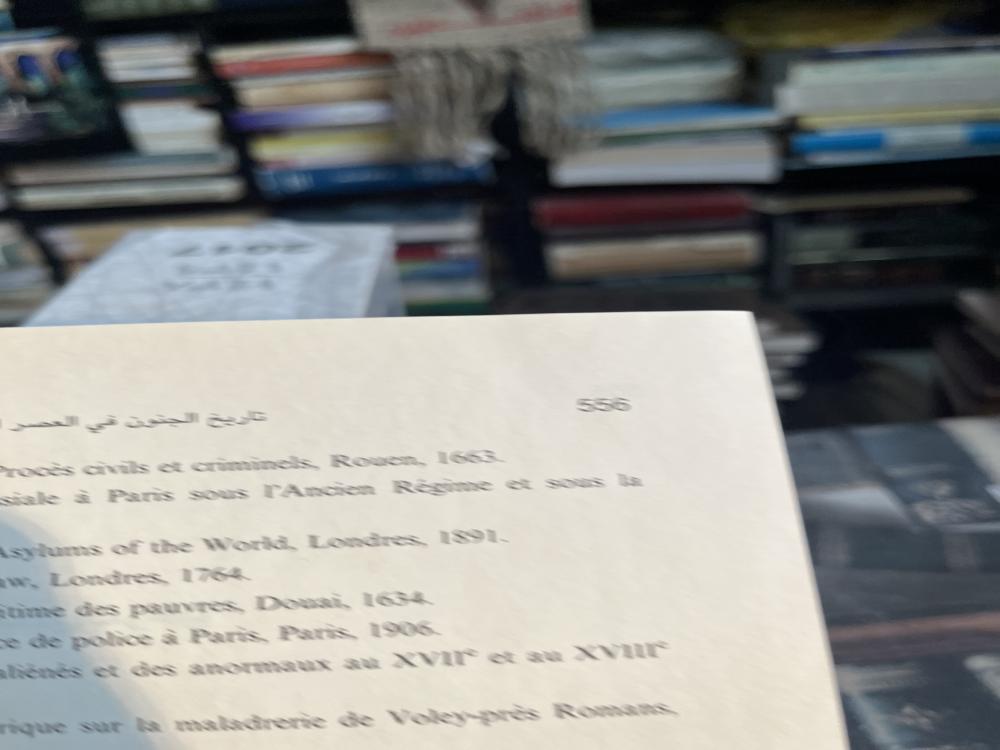 556
تاريخ الجنون في العصر
Procès civils et criminels, Rouen, 1663.
siale à Paris sous l'Ancien Régime et sous la
Asylums of the World, Londres, 1891.
aw, Londres, 1764.
itime des pauvres, Douai, 1634.
ce de police à Paris, Paris, 1906.
aliénés et des anormaux au XVIIᵉ et au XVIIIᵉ
rique sur la maladrerie de Voley-près Romans,